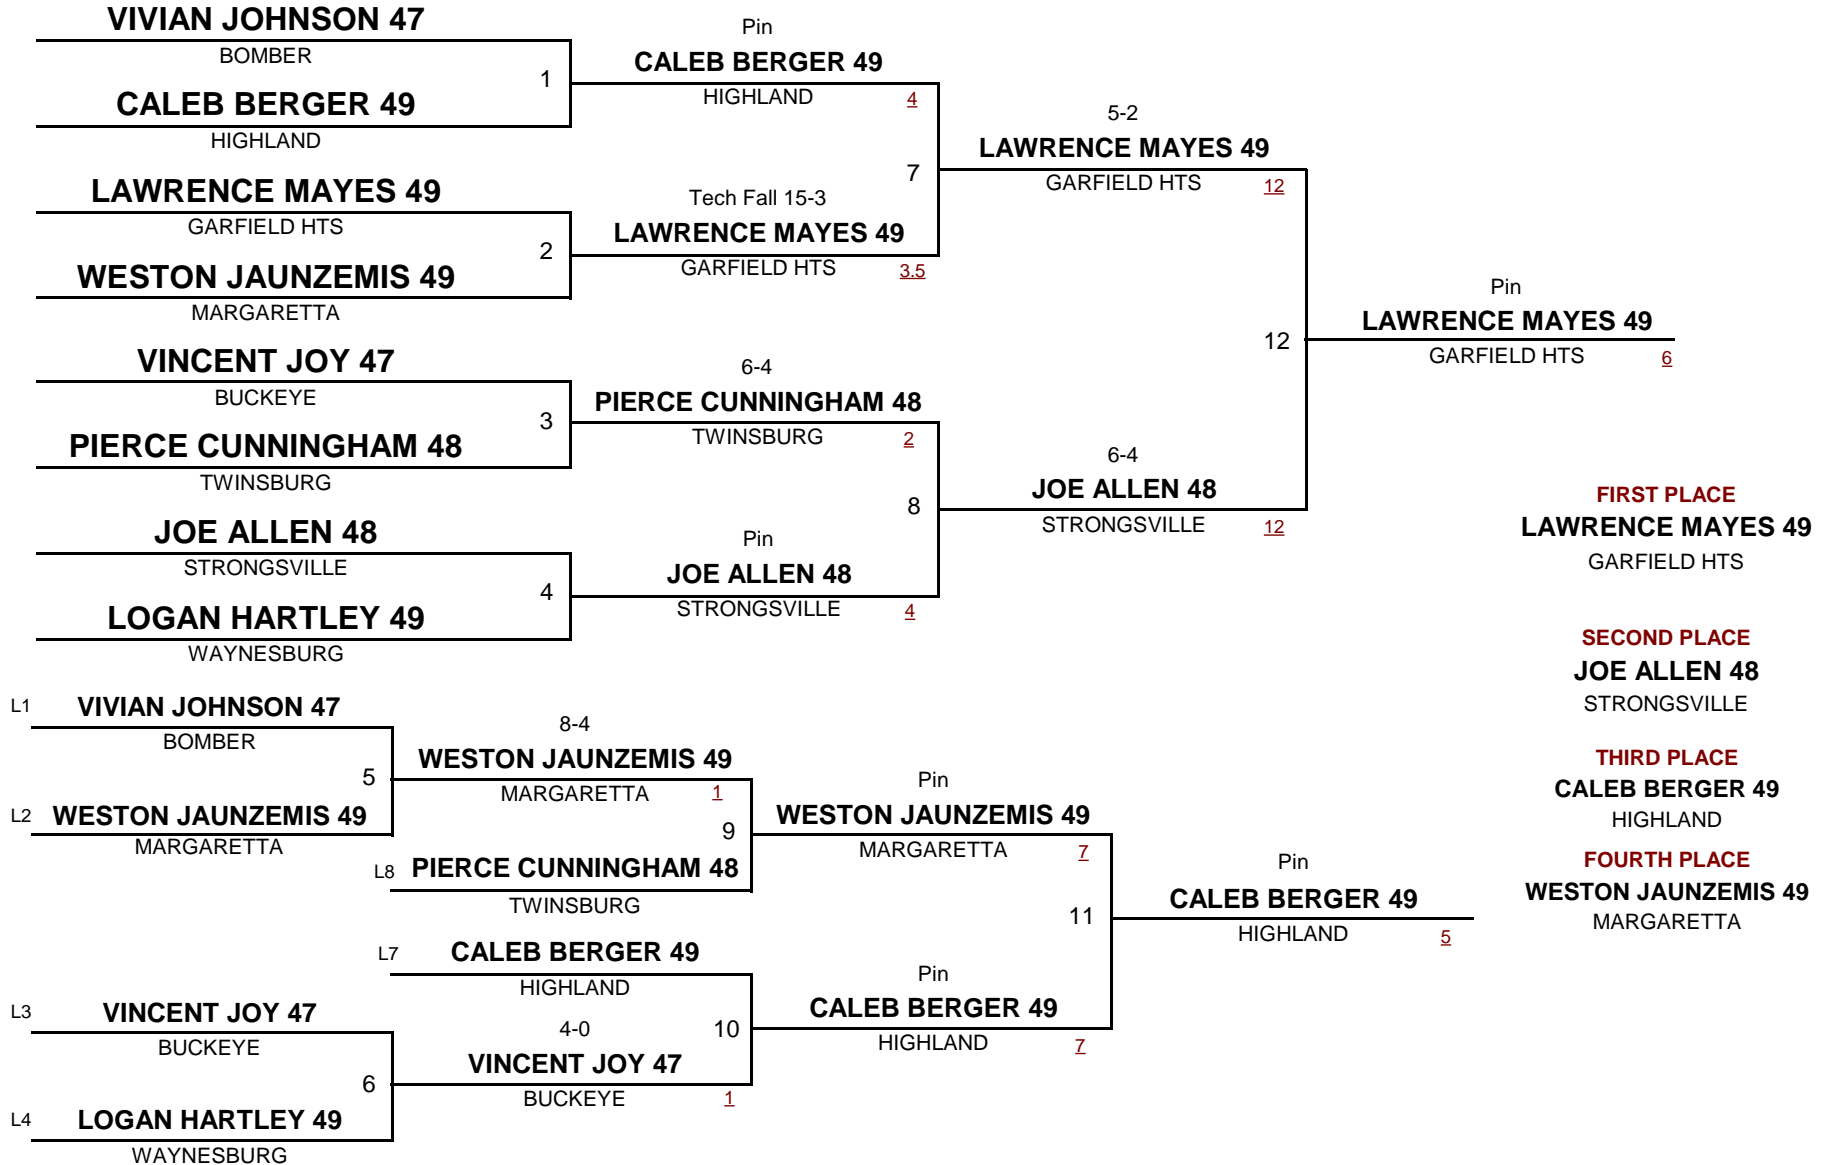 VIVIAN JOHNSON 47
BOMBER
1
CALEB BERGER 49
HIGHLAND
LAWRENCE MAYES 49
GARFIELD HTS
2
WESTON JAUNZEMIS 49
MARGARETTA
VINCENT JOY 47
BUCKEYE
3
PIERCE CUNNINGHAM 48
TWINSBURG
JOE ALLEN 48
STRONGSVILLE
4
LOGAN HARTLEY 49
WAYNESBURG
Pin
CALEB BERGER 49
HIGHLAND 4
7
Tech Fall 15-3
LAWRENCE MAYES 49
GARFIELD HTS 3.5
6-4
PIERCE CUNNINGHAM 48
TWINSBURG 2
8
Pin
JOE ALLEN 48
STRONGSVILLE 4
5-2
LAWRENCE MAYES 49
GARFIELD HTS 12
12
6-4
JOE ALLEN 48
STRONGSVILLE 12
Pin
LAWRENCE MAYES 49
GARFIELD HTS 6
FIRST PLACE
LAWRENCE MAYES 49
GARFIELD HTS
SECOND PLACE
JOE ALLEN 48
STRONGSVILLE
THIRD PLACE
CALEB BERGER 49
HIGHLAND
FOURTH PLACE
WESTON JAUNZEMIS 49
MARGARETTA
L1 VIVIAN JOHNSON 47
BOMBER
5
L2 WESTON JAUNZEMIS 49
MARGARETTA
8-4
WESTON JAUNZEMIS 49
MARGARETTA 1
9
L8 PIERCE CUNNINGHAM 48
TWINSBURG
L7 CALEB BERGER 49
HIGHLAND
10
L3 VINCENT JOY 47
BUCKEYE
6
L4 LOGAN HARTLEY 49
WAYNESBURG
4-0
VINCENT JOY 47
BUCKEYE 1
Pin
WESTON JAUNZEMIS 49
MARGARETTA 7
11
Pin
CALEB BERGER 49
HIGHLAND 7
Pin
CALEB BERGER 49
HIGHLAND 5